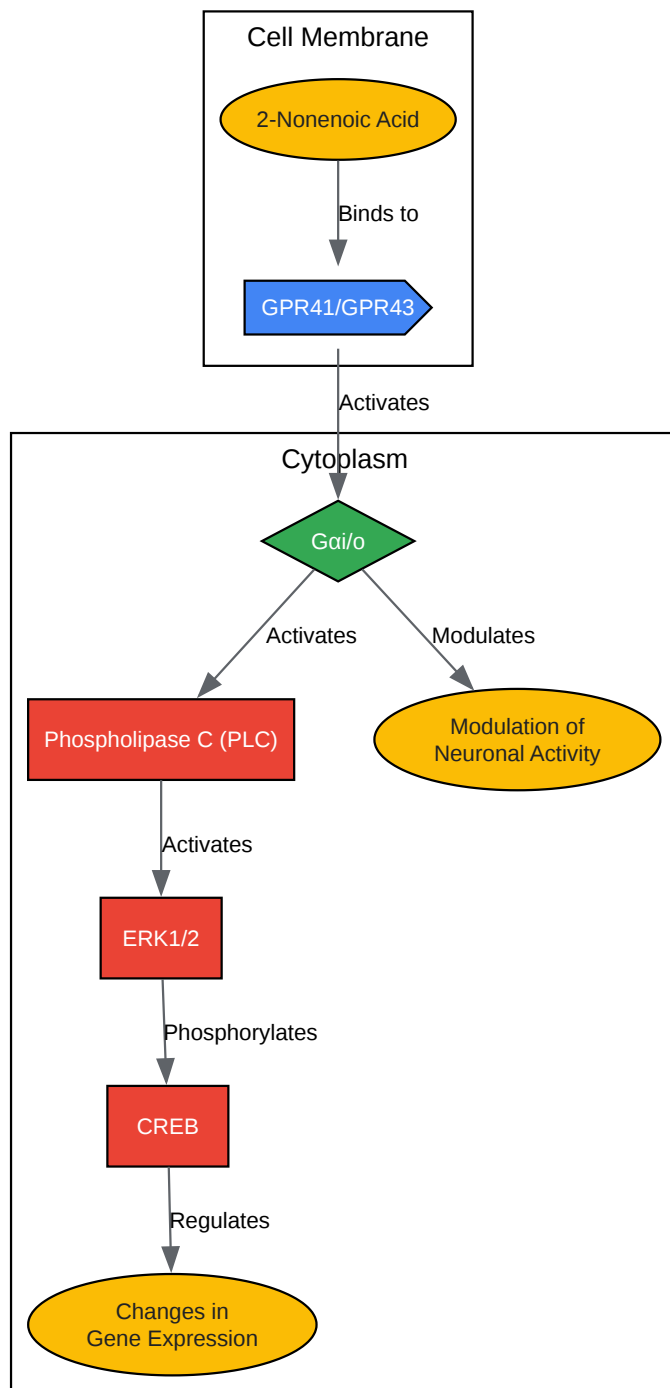 Cell Membrane
2-Nonenoic Acid
Binds to
GPR41/GPR43
Activates
Cytoplasm
Gαi/o
Activates
Modulates
Phospholipase C (PLC)
Modulation of
Neuronal Activity
Activates
ERK1/2
Phosphorylates
CREB
Regulates
Changes in
Gene Expression